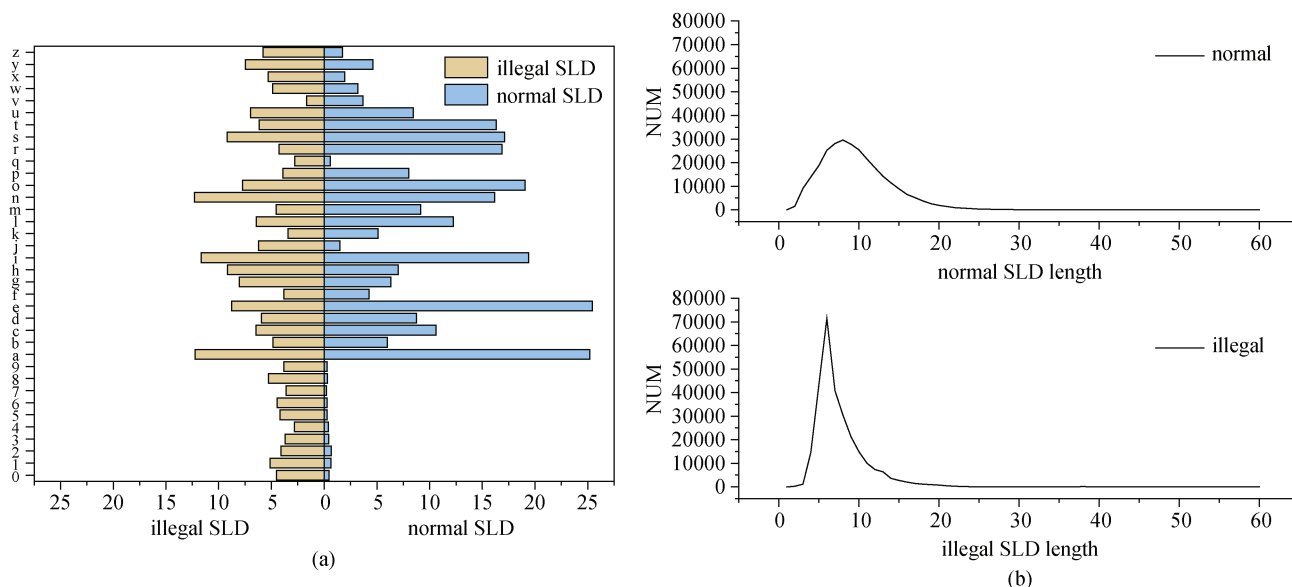 z
y
x
w
v
u
t
s
r
q
p
o
n
m
l
k
j
i
h
g
f
e
d
c
b
a
9
8
7
6
5
4
3
2
1
0
illegal SLD
normal SLD
25 20 15 10 5 0 5 10 15 20 25
illegal SLD normal SLD
(a)
80000
70000
60000
50000
40000
30000
20000
10000
0
NUM
normal
0 10 20 30 40 50 60
normal SLD length
80000
70000
60000
50000
40000
30000
20000
10000
0
NUM
illegal
0 10 20 30 40 50 60
illegal SLD length
(b)